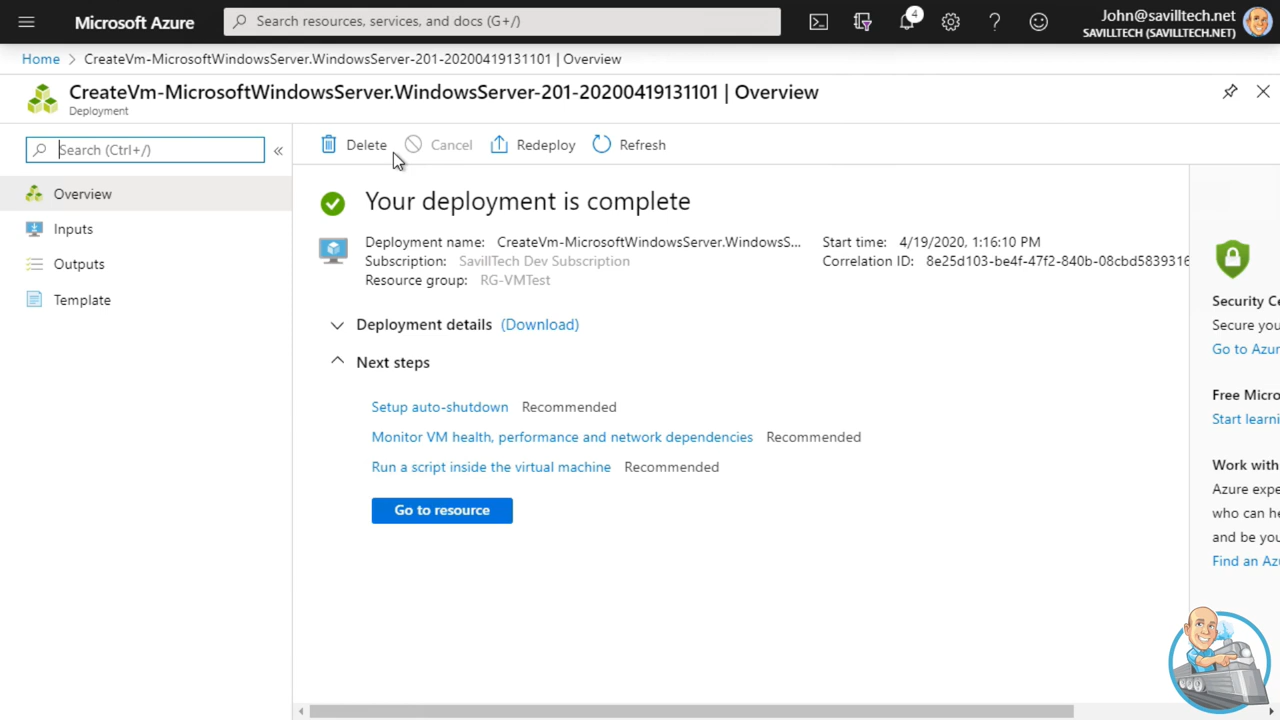 Microsoft Azure
Search resources, services, and docs (G+/)
4
John@savilltech.net
SAVILLTECH (SAVILLTECH.NET)
Home > CreateVm-MicrosoftWindowsServer.WindowsServer-201-20200419131101 | Overview
CreateVm-MicrosoftWindowsServer.WindowsServer-201-20200419131101 | Overview
Deployment
Search (Ctrl+/)
«
Overview
Inputs
Outputs
Template
Delete Cancel Redeploy Refresh
Your deployment is complete
Deployment name: CreateVm-MicrosoftWindowsServer.WindowsS...
Subscription: SavillTech Dev Subscription
Resource group: RG-VMTest
Start time: 4/19/2020, 1:16:10 PM
Correlation ID: 8e25d103-be4f-47f2-840b-08cbd5839316
Deployment details (Download)
Next steps
Setup auto-shutdown Recommended
Monitor VM health, performance and network dependencies Recommended
Run a script inside the virtual machine Recommended
Go to resource
Security Ce
Secure you
Go to Azur
Free Micro
Start learni
Work with
Azure expe
who can he
and be you
Find an Az